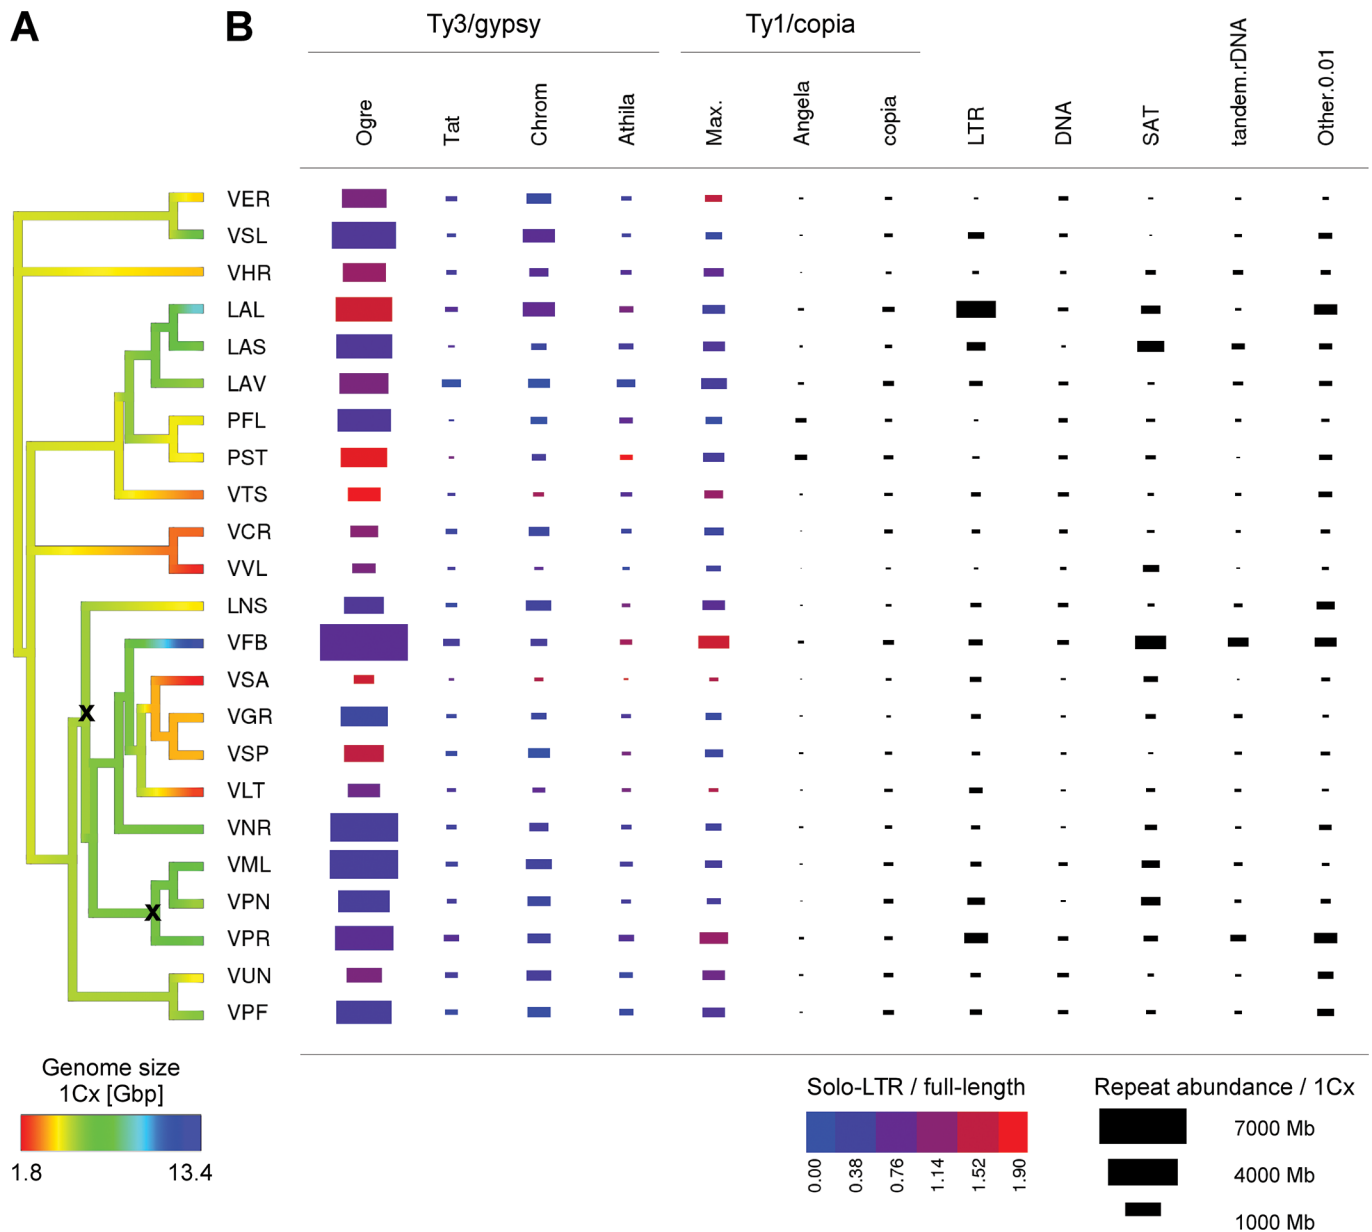 A
B
Ty3/gypsy
Ty1/copia
Ogre
Tat
Chrom
Athila
Max.
Angela
copia
LTR
DNA
SAT
tandem.rDNA
Other.0.01
VER
VSL
VHR
LAL
LAS
LAV
PFL
PST
VTS
VCR
VVL
LNS
VFB
VSA
X
VGR
VSP
VLT
VNR
VML
VPN
X
VPR
VUN
VPF
Genome size
1Cx [Gbp]
1.8
13.4
Solo-LTR / full-length
0.00
0.38
0.76
1.14
1.52
1.90
Repeat abundance / 1Cx
7000 Mb
4000 Mb
1000 Mb